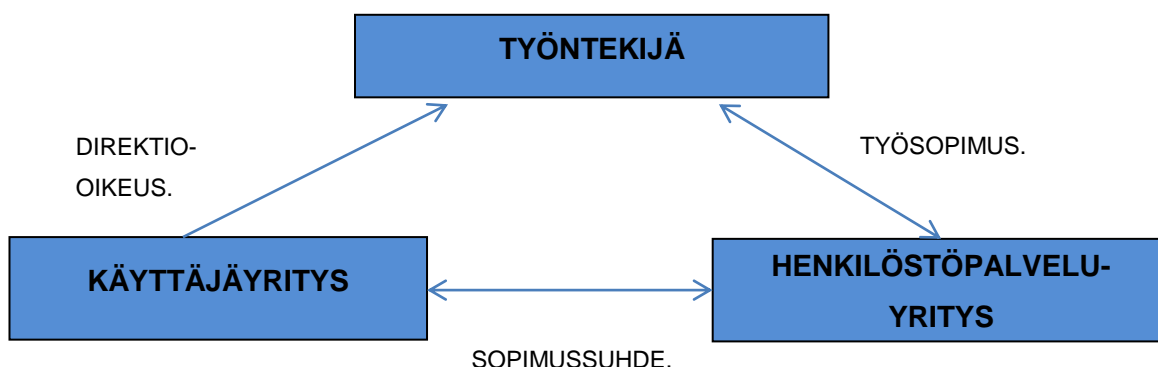 TYÖNTEKIJÄ
DIREKTIO-
OIKEUS.
TYÖSOPIMUS.
KÄYTTÄJÄYRITYS
HENKILÖSTÖPALVELU-
YRITYS
SOPIMUSSUHDE.